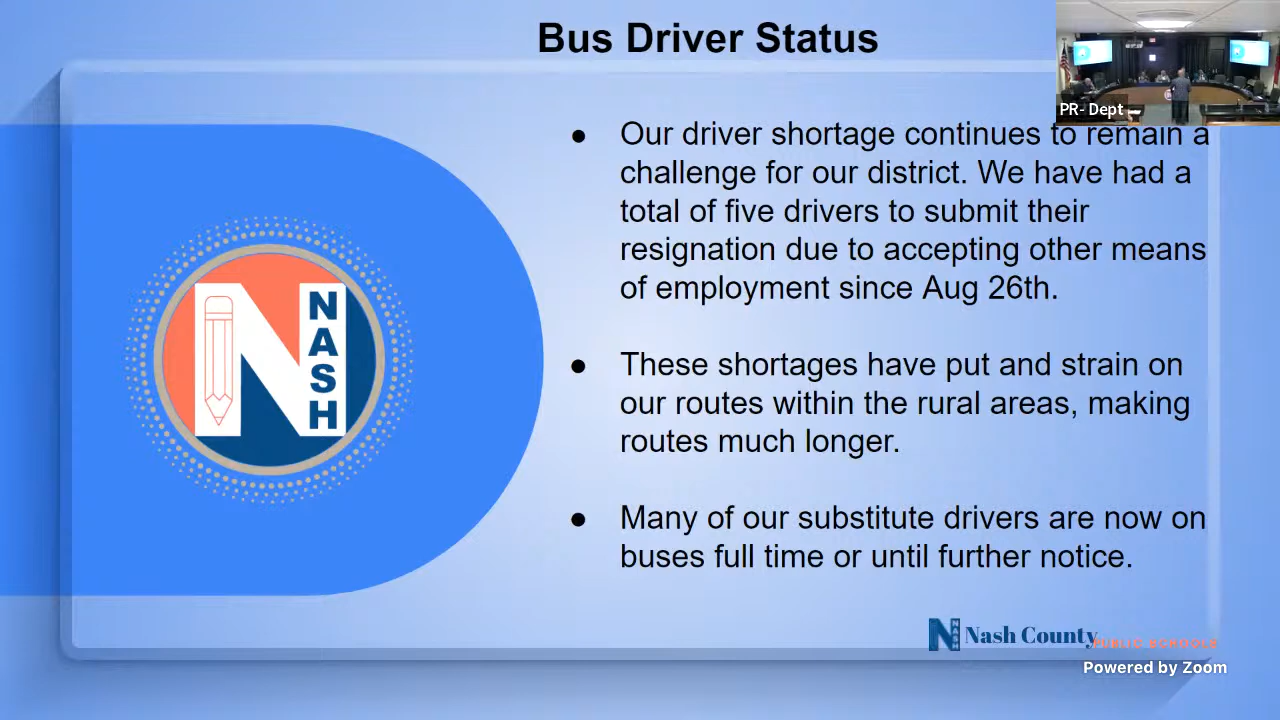 Bus Driver Status
PR- Dept
● Our driver shortage continues to remain a
challenge for our district. We have had a
total of five drivers to submit their
resignation due to accepting other means
of employment since Aug 26th.
● These shortages have put and strain on
our routes within the rural areas, making
routes much longer.
● Many of our substitute drivers are now on
buses full time or until further notice.
N
NASH
N NASH Nash County
PUBLIC SCHOOLS
Powered by Zoom